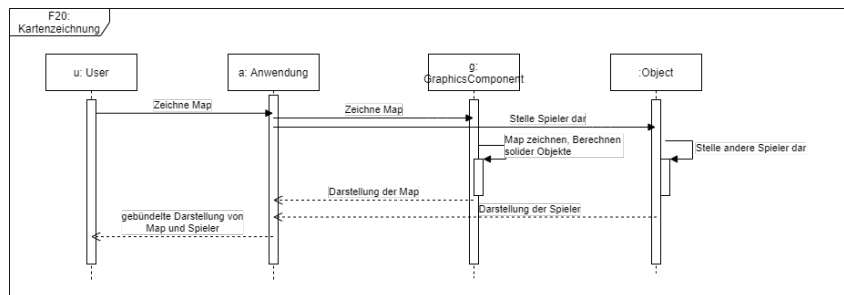 F20:
Kartenzeichnung
u: User
a: Anwendung
g:
GraphicsComponent
:Object
Zeichne Map
Zeichne Map
Stelle Spieler dar
Map zeichnen, Berechnen
solider Objekte
Stelle andere Spieler dar
Darstellung der Map
Darstellung der Spieler
gebündelte Darstellung von
Map und Spieler